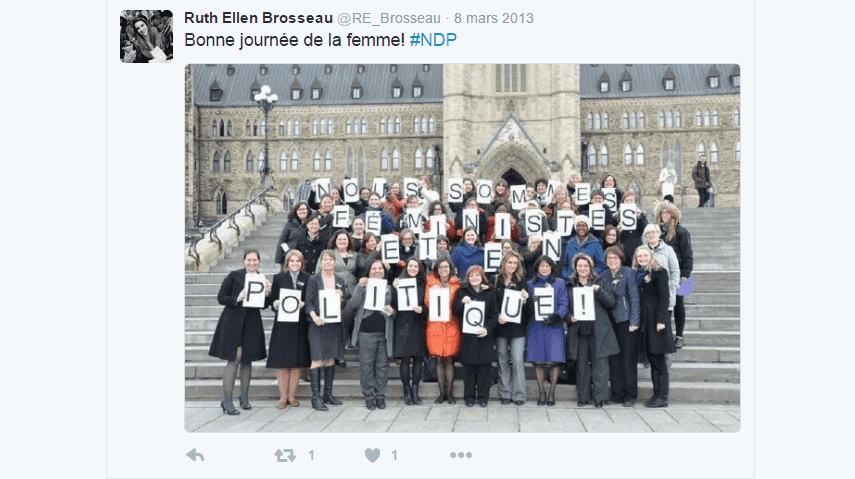 Ruth Ellen Brosseau @RE_Brosseau · 8 mars 2013
Bonne journée de la femme! #NDP
NOUS SOMMES
FÉMINISTES
ET EN
POLITIQUE!
1 1